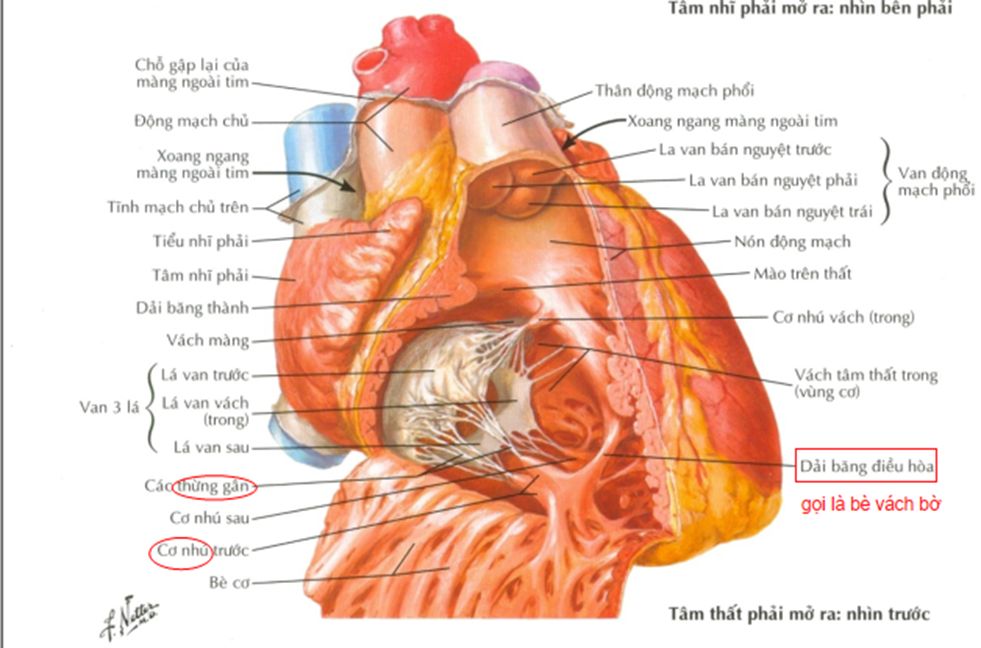 Tâm nhĩ phải mở ra: nhìn bên phải
Chỗ gập lại của
màng ngoài tim
Động mạch chủ
Xoang ngang
màng ngoài tim
Tĩnh mạch chủ trên
Tiểu nhĩ phải
Tâm nhĩ phải
Dải băng thành
Vách màng
Van 3 lá
Lá van trước
Lá van vách
(trong)
Lá van sau
Các thừng gân
Cơ nhú sau
Cơ nhú trước
Bè cơ
Thân động mạch phổi
Xoang ngang màng ngoài tim
La van bán nguyệt trước
La van bán nguyệt phải
La van bán nguyệt trái
Van động
mạch phổi
Nón động mạch
Mào trên thất
Cơ nhú vách (trong)
Vách tâm thất trong
(vùng cơ)
Dải băng điều hòa
gọi là bè vách bờ
Tâm thất phải mở ra: nhìn trước
F. Netter
M.D.